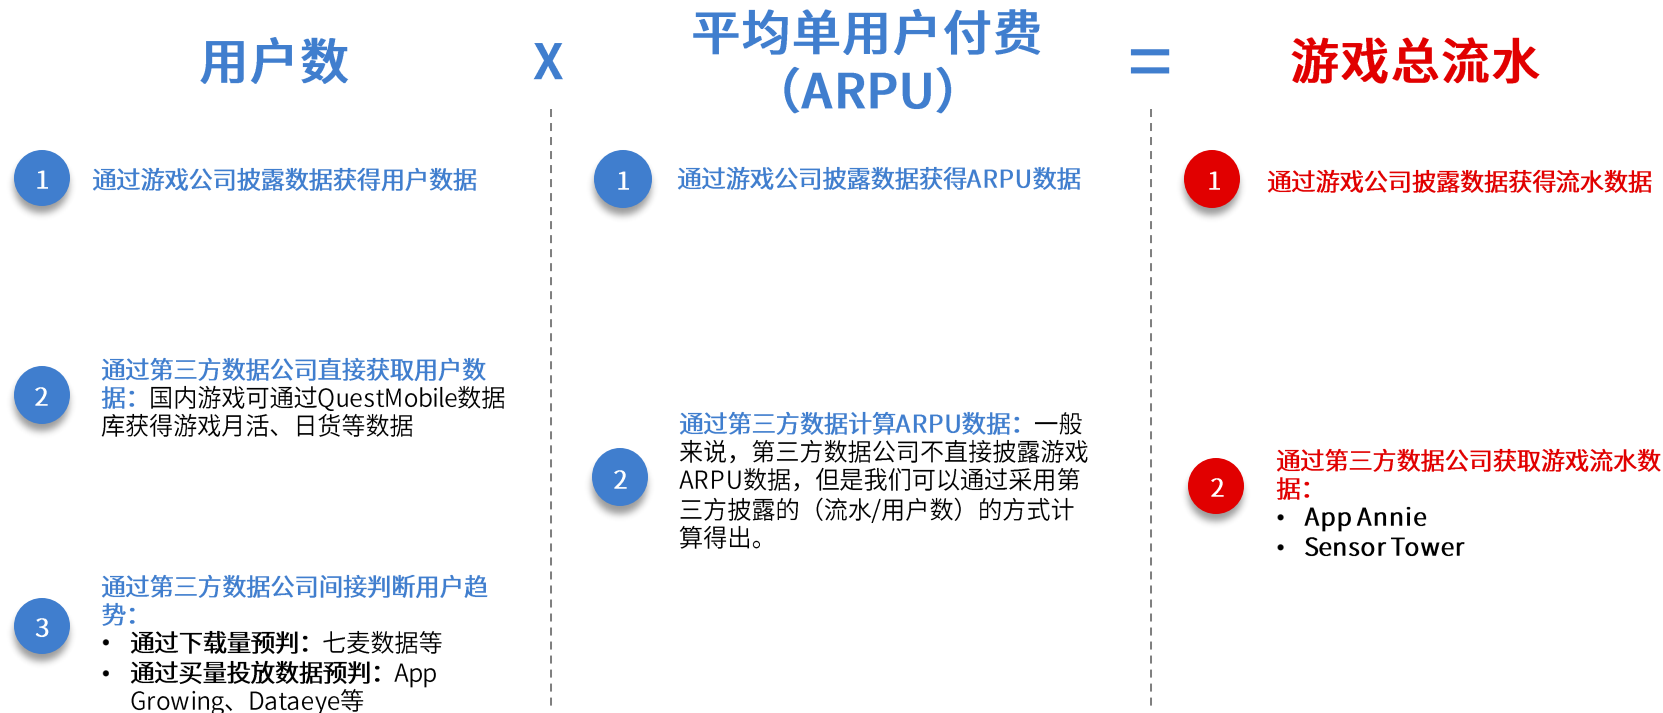 用户数
X
平均单用户付费
（ARPU）
=
游戏总流水
1
通过游戏公司披露数据获得用户数据
2
通过第三方数据公司直接获取用户数
据：国内游戏可通过QuestMobile数据
库获得游戏月活、日货等数据
3
通过第三方数据公司间接判断用户趋
势：
• 通过下载量预判：七麦数据等
• 通过买量投放数据预判：App
Growing、Dataeye等
1
通过游戏公司披露数据获得ARPU数据
2
通过第三方数据计算ARPU数据：一般
来说，第三方数据公司不直接披露游戏
ARPU数据，但是我们可以通过采用第
三方披露的（流水/用户数）的方式计
算得出。
1
通过游戏公司披露数据获得流水数据
2
通过第三方数据公司获取游戏流水数
据：
• App Annie
• Sensor Tower